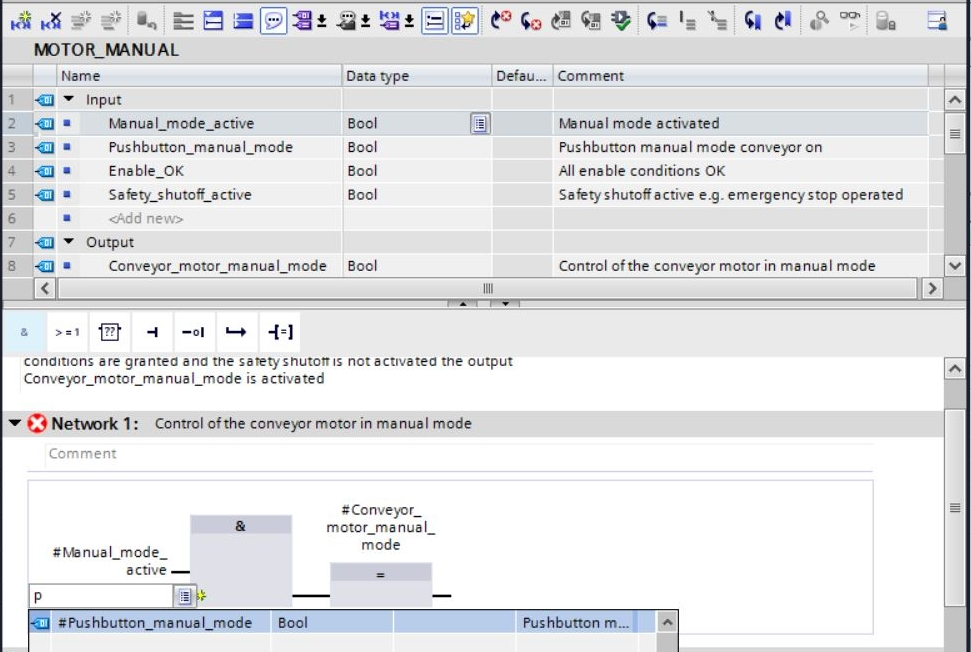 MOTOR_MANUAL
Name Data type Defau... Comment
1 Input
2 Manual_mode_active Bool Manual mode activated
3 Pushbutton_manual_mode Bool Pushbutton manual mode conveyor on
4 Enable_OK Bool All enable conditions OK
5 Safety_shutoff_active Bool Safety shutoff active e.g. emergency stop operated
6 <Add new>
7 Output
8 Conveyor_motor_manual_mode Bool Control of the conveyor motor in manual mode
& >=1 ?? -| -o| [=]
conditions are granted and the safety shutoff is not activated the output
Conveyor_motor_manual_mode is activated
Network 1: Control of the conveyor motor in manual mode
Comment
#Conveyor_
motor_manual_
mode
&
#Manual_mode_
active
=
p
#Pushbutton_manual_mode Bool Pushbutton m...